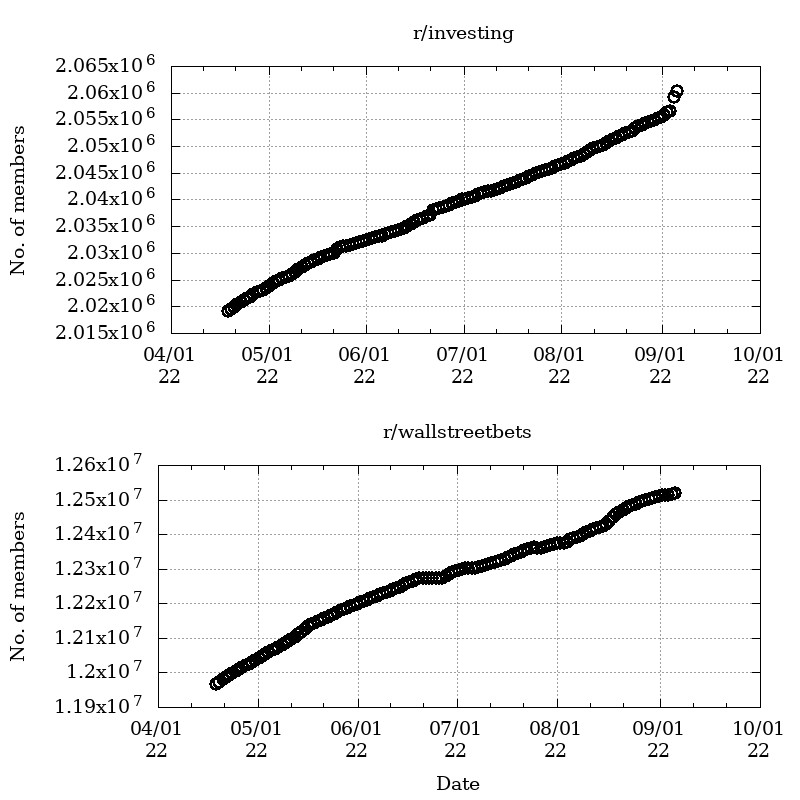 r/investing
2.065x10^6
2.06x10^6
2.055x10^6
2.05x10^6
2.045x10^6
2.04x10^6
2.035x10^6
2.03x10^6
2.025x10^6
2.02x10^6
2.015x10^6
No. of members
04/01 05/01 06/01 07/01 08/01 09/01 10/01
22 22 22 22 22 22 22
r/wallstreetbets
1.26x10^7
1.25x10^7
1.24x10^7
1.23x10^7
1.22x10^7
1.21x10^7
1.2x10^7
1.19x10^7
No. of members
04/01 05/01 06/01 07/01 08/01 09/01 10/01
22 22 22 22 22 22 22
Date